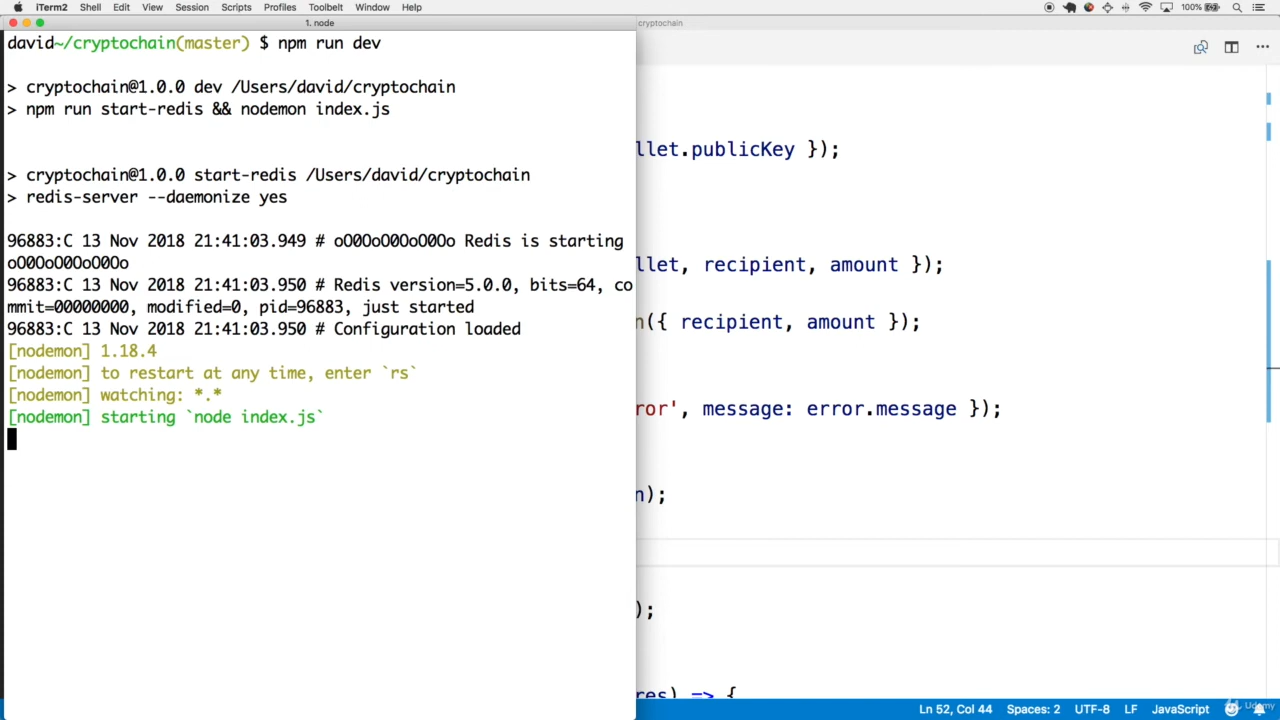 iTerm2 Shell Edit View Session Scripts Profiles Toolbelt Window Help 100%
1. node
cryptochain
david~/cryptochain(master) $ npm run dev
> cryptochain@1.0.0 dev /Users/david/cryptochain
> npm run start-redis && nodemon index.js
> cryptochain@1.0.0 start-redis /Users/david/cryptochain
> redis-server --daemonize yes
96883:C 13 Nov 2018 21:41:03.949 # oO0OoO0OoO0Oo Redis is starting
oO0OoO0OoO0Oo
96883:C 13 Nov 2018 21:41:03.950 # Redis version=5.0.0, bits=64, co
mmit=00000000, modified=0, pid=96883, just started
96883:C 13 Nov 2018 21:41:03.950 # Configuration loaded
[nodemon] 1.18.4
[nodemon] to restart at any time, enter `rs`
[nodemon] watching: *.*
[nodemon] starting `node index.js`
llet.publicKey });
llet, recipient, amount });
n({ recipient, amount });
ror', message: error.message });
n);
);
res) => {
Ln 52, Col 44 Spaces: 2 UTF-8 LF JavaScript
Udemy